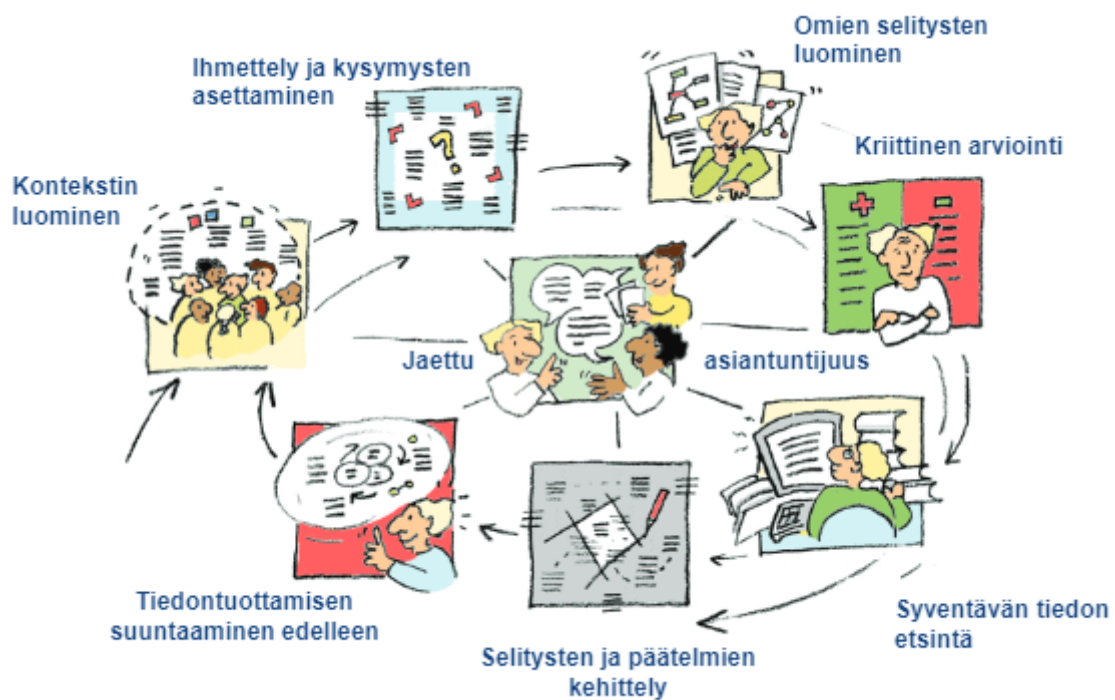 Omien selitysten
luominen
Ihmettely ja kysymysten
asettaminen
Kriittinen arviointi
Kontekstin
luominen
Jaettu asiantuntijuus
Tiedontuottamisen
suuntaaminen edelleen
Syventävän tiedon
etsintä
Selitysten ja päätelmien
kehittely